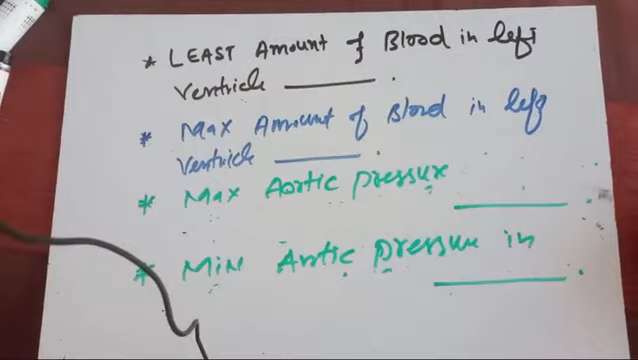 * LEAST Amount of Blood in left
Ventricle ______.
* Max Amount of Blood in left
Ventricle ______.
* Max Aortic pressure ______.
* Min Aortic pressure in ______.